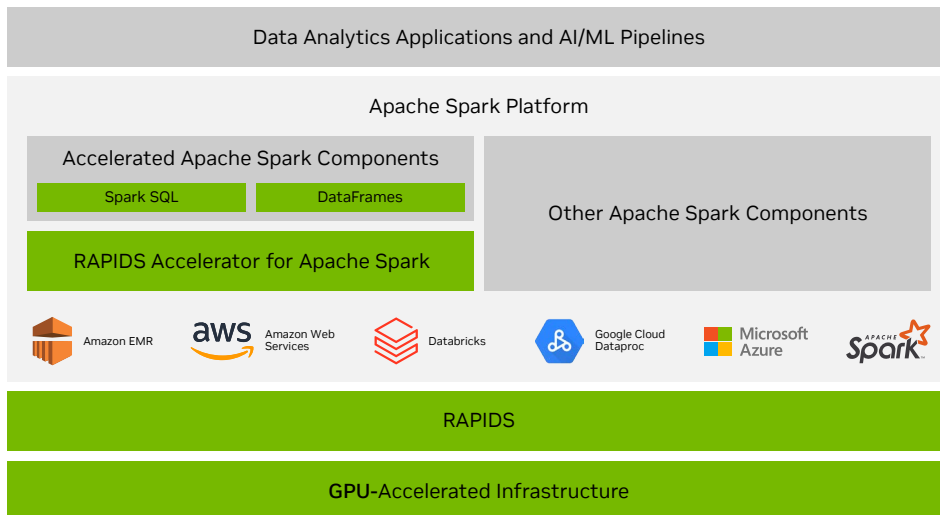 Data Analytics Applications and AI/ML Pipelines
Apache Spark Platform
Accelerated Apache Spark Components
Spark SQL
DataFrames
RAPIDS Accelerator for Apache Spark
Other Apache Spark Components
Amazon EMR
aws
Amazon Web
Services
Databricks
Google Cloud
Dataproc
Microsoft
Azure
APACHE
Spark™
RAPIDS
GPU-Accelerated Infrastructure